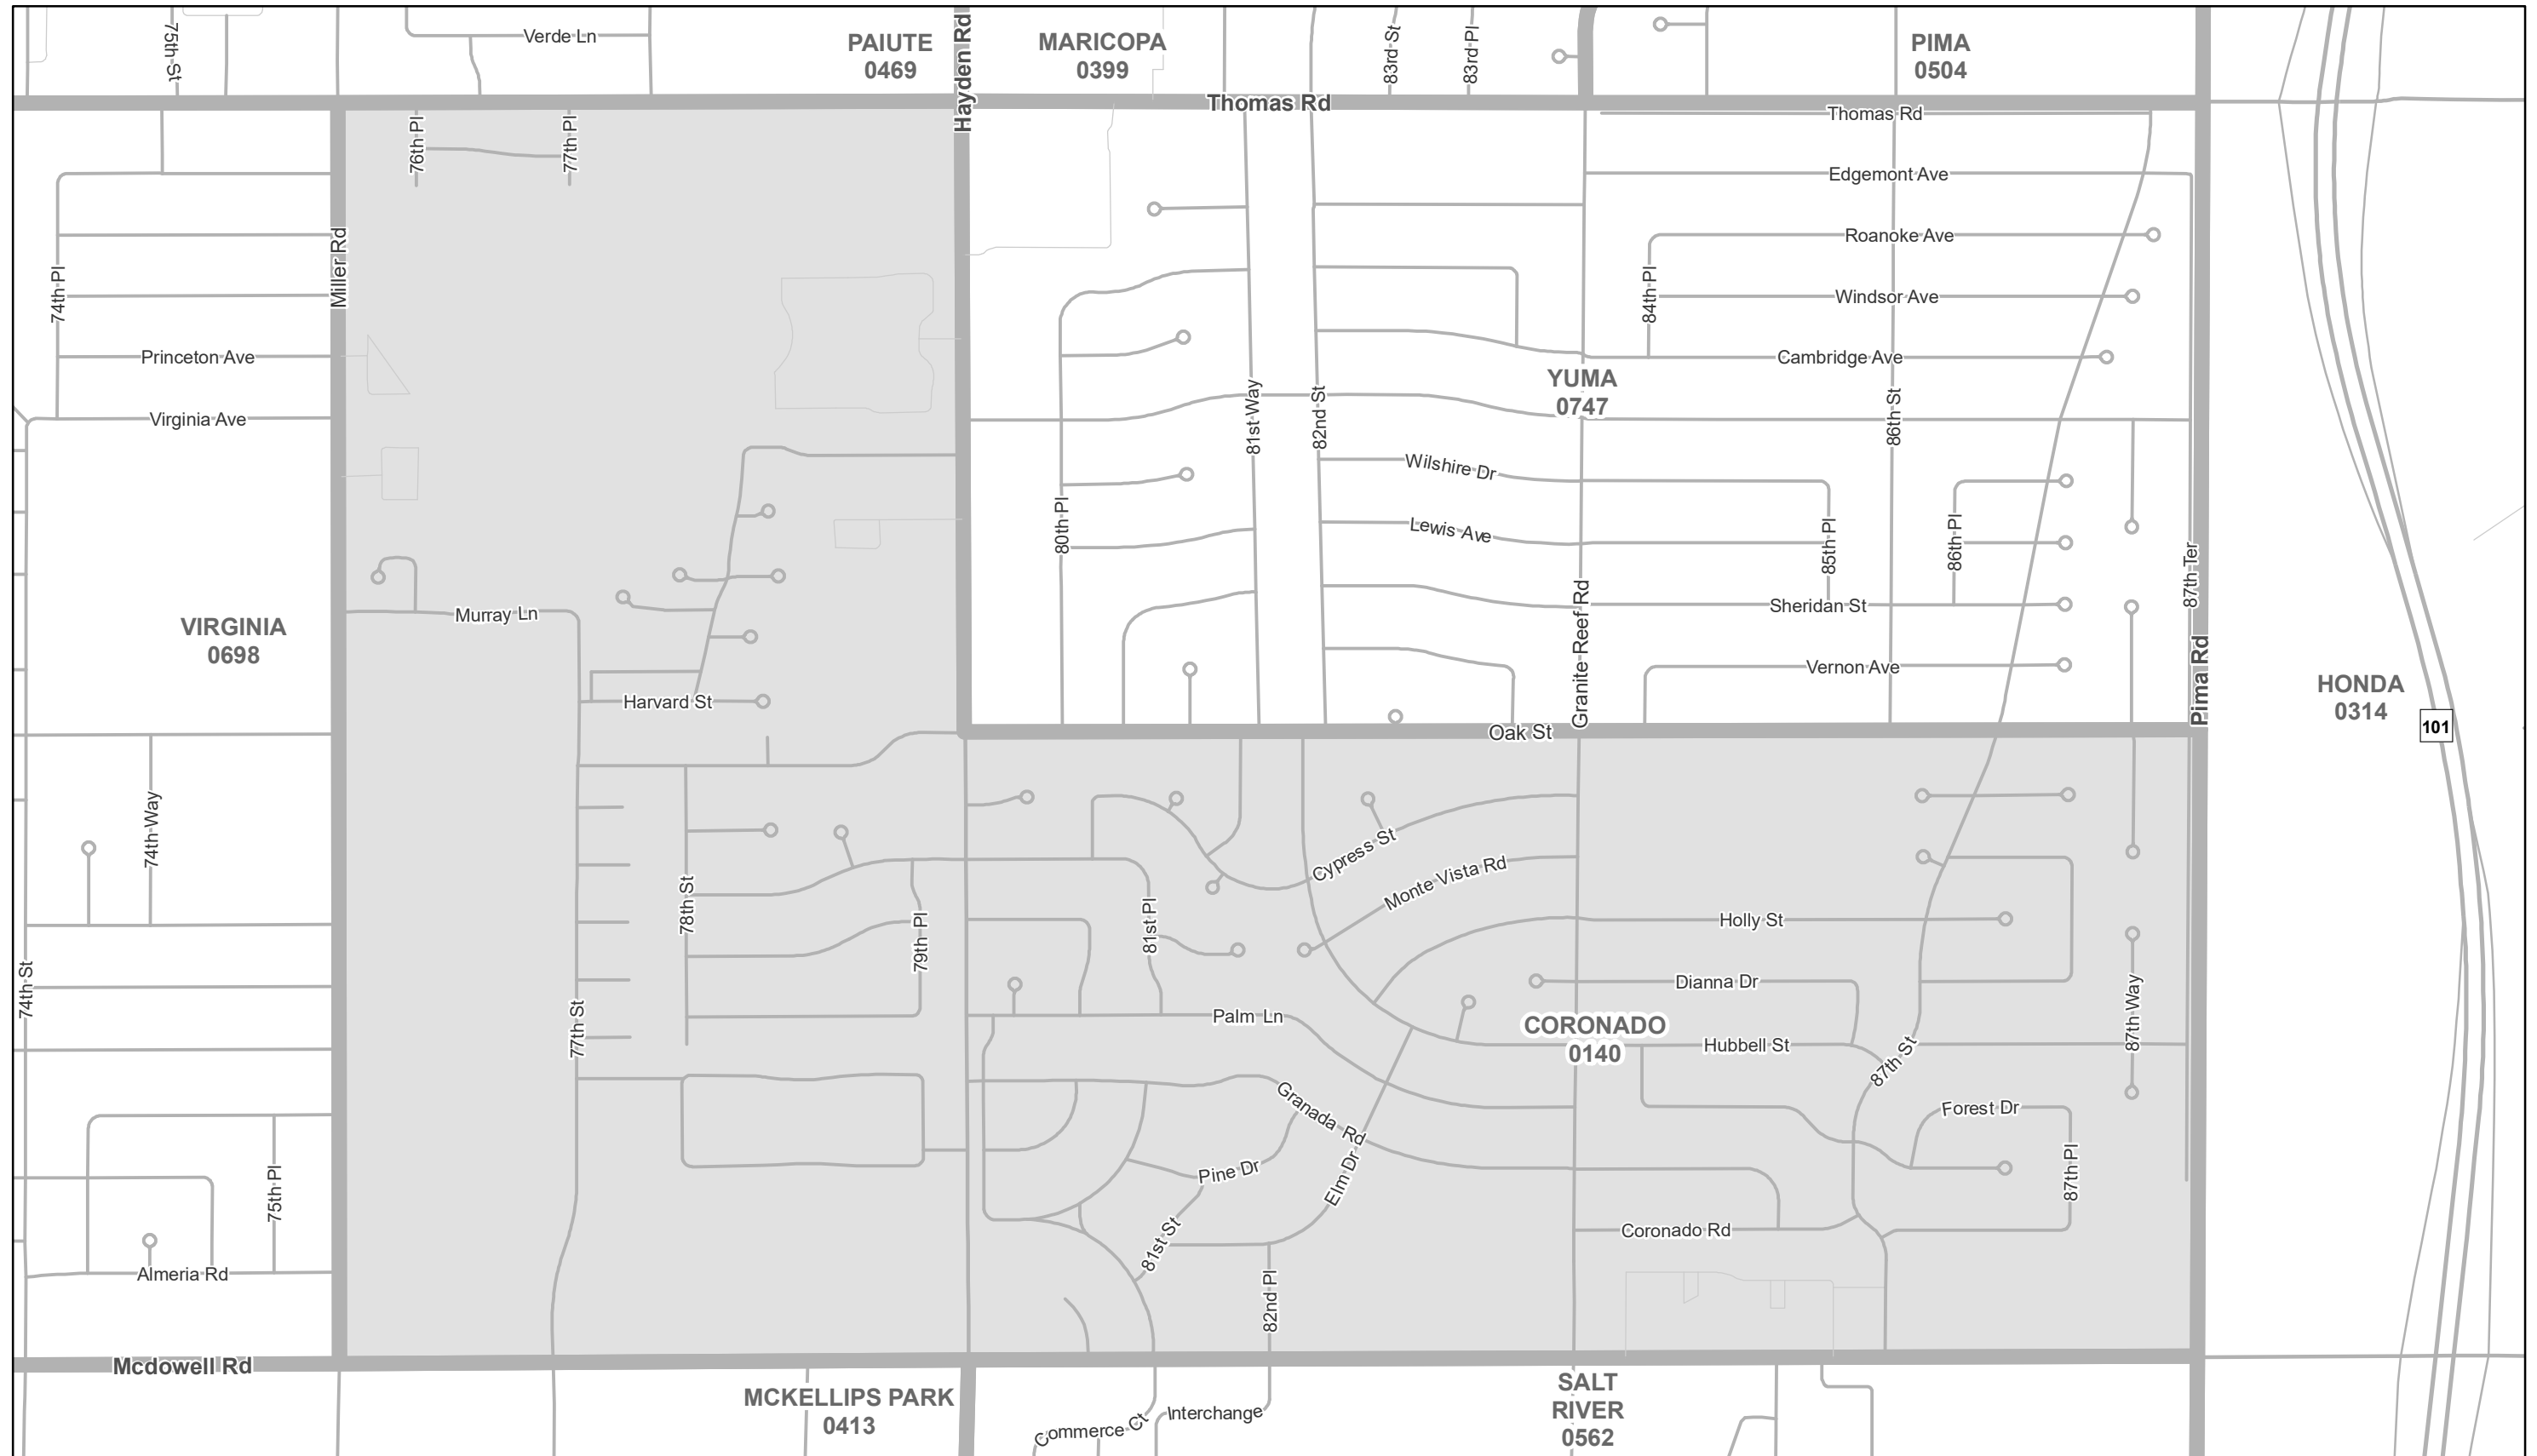 75th St
Verde Ln
PAIUTE
0469
Hayden Rd
MARICOPA
0399
83rd St
83rd Pl
PIMA
0504
Thomas Rd
Thomas Rd
76th Pl
77th Pl
Edgemont Ave
Roanoke Ave
Miller Rd
74th Pl
84th Pl
Windsor Ave
Princeton Ave
Cambridge Ave
YUMA
0747
Virginia Ave
81st Way
82nd St
86th St
Wilshire Dr
80th Pl
Lewis Ave
85th Pl
86th Pl
87th Ter
Murray Ln
Sheridan St
VIRGINIA
0698
Granite Reef Rd
Vernon Ave
Pima Rd
HONDA
0314
Harvard St
101
Oak St
74th Way
Cypress St
Monte Vista Rd
78th St
79th Pl
81st Pl
Holly St
74th St
Dianna Dr
87th Way
77th St
Palm Ln
CORONADO
0140
Hubbell St
87th St
Granada Rd
Forest Dr
Pine Dr
Elm Dr
87th Pl
75th Pl
81st St
Coronado Rd
Almeria Rd
82nd Pl
Mcdowell Rd
MCKELLIPS PARK
0413
SALT
RIVER
0562
Commerce Ct
Interchange